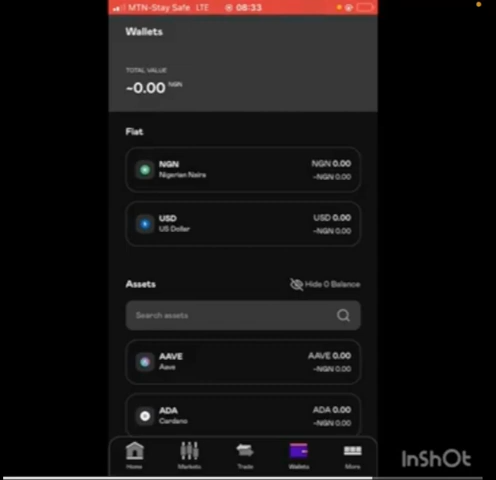 MTN-Stay Safe LTE 08:33
Wallets
TOTAL VALUE
~0.00 NGN
Fiat
NGN NGN 0.00
Nigerian Naira ~NGN 0.00
USD USD 0.00
US Dollar ~NGN 0.00
Assets Hide 0 Balance
Search assets
AAVE AAVE 0.00
Aave ~NGN 0.00
ADA ADA 0.00
Cardano ~NGN 0.00
Home Markets Trade Wallets More
InShOt